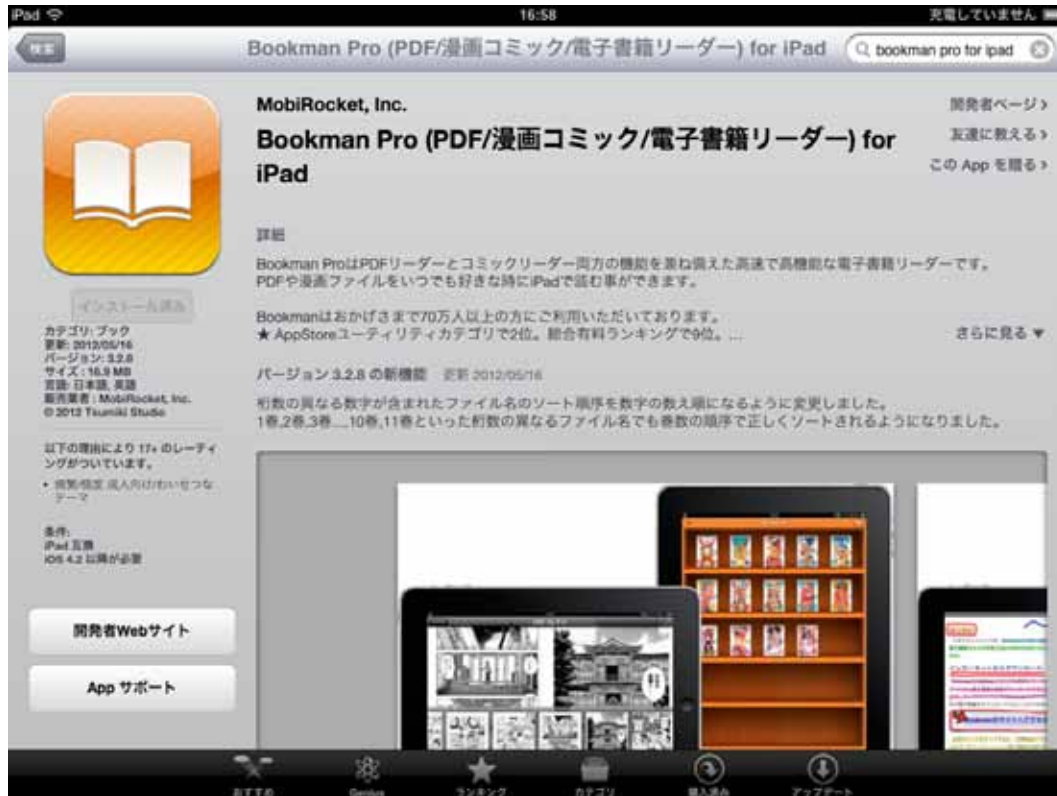 iPad
16:58
充電していません
検索
Bookman Pro (PDF/漫画コミック/電子書籍リーダー) for iPad
bookman pro for ipad
MobiRocket, Inc.
Bookman Pro (PDF/漫画コミック/電子書籍リーダー) for
iPad
開発者ページ >
友達に教える >
この App を贈る >
詳細
Bookman ProはPDFリーダーとコミックリーダー両方の機能を兼ね備えた高速で高機能な電子書籍リーダーです。
PDFや漫画ファイルをいつでも好きな時にiPadで読む事ができます。
Bookmanはおかげさまで70万人以上の方にご利用いただいております。
★ AppStoreユーティリティカテゴリで2位。総合有料ランキングで9位。...
さらに見る ▼
バージョン 3.2.8 の新機能 更新 2012/05/16
桁数の異なる数字が含まれたファイル名のソート順序を数字の数え順になるように変更しました。
1巻,2巻,3巻....,10巻,11巻といった桁数の異なるファイル名でも巻数の順序で正しくソートされるようになりました。
インストール済み
カテゴリ: ブック
更新: 2012/05/16
バージョン: 3.2.8
サイズ : 16.9 MB
言語: 日本語, 英語
販売業者 : MobiRocket, Inc.
© 2012 Tsumiki Studio
以下の理由により 17+ のレーティ
ングがついています。
• 頻繁/極度 成人向け/わいせつな
テーマ
条件:
iPad 互換
iOS 4.2 以降が必要
開発者Webサイト
App サポート
おすすめ
Genius
ランキング
カテゴリ
購入済み
アップデート